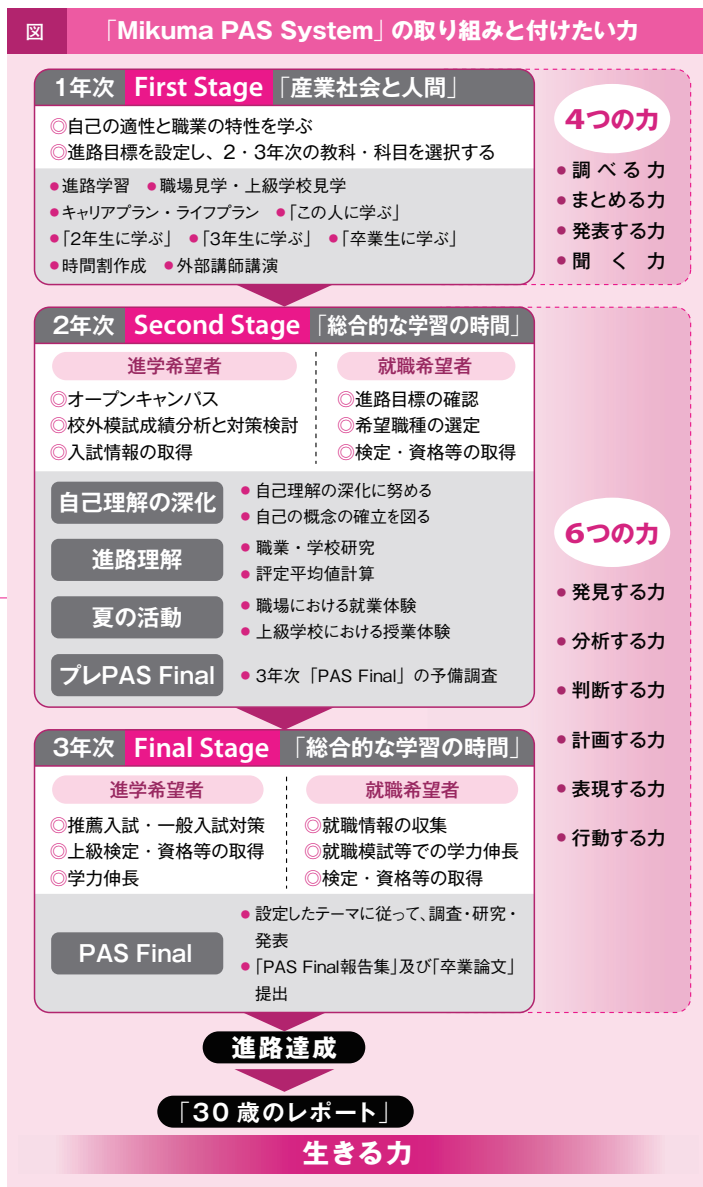 図 「Mikuma PAS System」の取り組みと付けたい力
1年次 First Stage 「産業社会と人間」
◎自己の適性と職業の特性を学ぶ
◎進路目標を設定し、2・3年次の教科・科目を選択する
●進路学習 ●職場見学・上級学校見学
●キャリアプラン・ライフプラン ●「この人に学ぶ」
●「2年生に学ぶ」 ●「3年生に学ぶ」 ●「卒業生に学ぶ」
●時間割作成 ●外部講師講演
4つの力
●調べる力
●まとめる力
●発表する力
●聞く力
2年次 Second Stage 「総合的な学習の時間」
進学希望者
◎オープンキャンパス
◎校外模試成績分析と対策検討
◎入試情報の取得
就職希望者
◎進路目標の確認
◎希望職種の選定
◎検定・資格等の取得
自己理解の深化
●自己理解の深化に努める
●自己の概念の確立を図る
進路理解
●職業・学校研究
●評定平均値計算
夏の活動
●職場における就業体験
●上級学校における授業体験
プレPAS Final
●3年次「PAS Final」の予備調査
3年次 Final Stage 「総合的な学習の時間」
進学希望者
◎推薦入試・一般入試対策
◎上級検定・資格等の取得
◎学力伸長
就職希望者
◎就職情報の収集
◎就職模試等での学力伸長
◎検定・資格等の取得
PAS Final
●設定したテーマに従って、調査・研究・
発表
●「PAS Final報告集」及び「卒業論文」
提出
6つの力
●発見する力
●分析する力
●判断する力
●計画する力
●表現する力
●行動する力
進路達成
「30歳のレポート」
生きる力